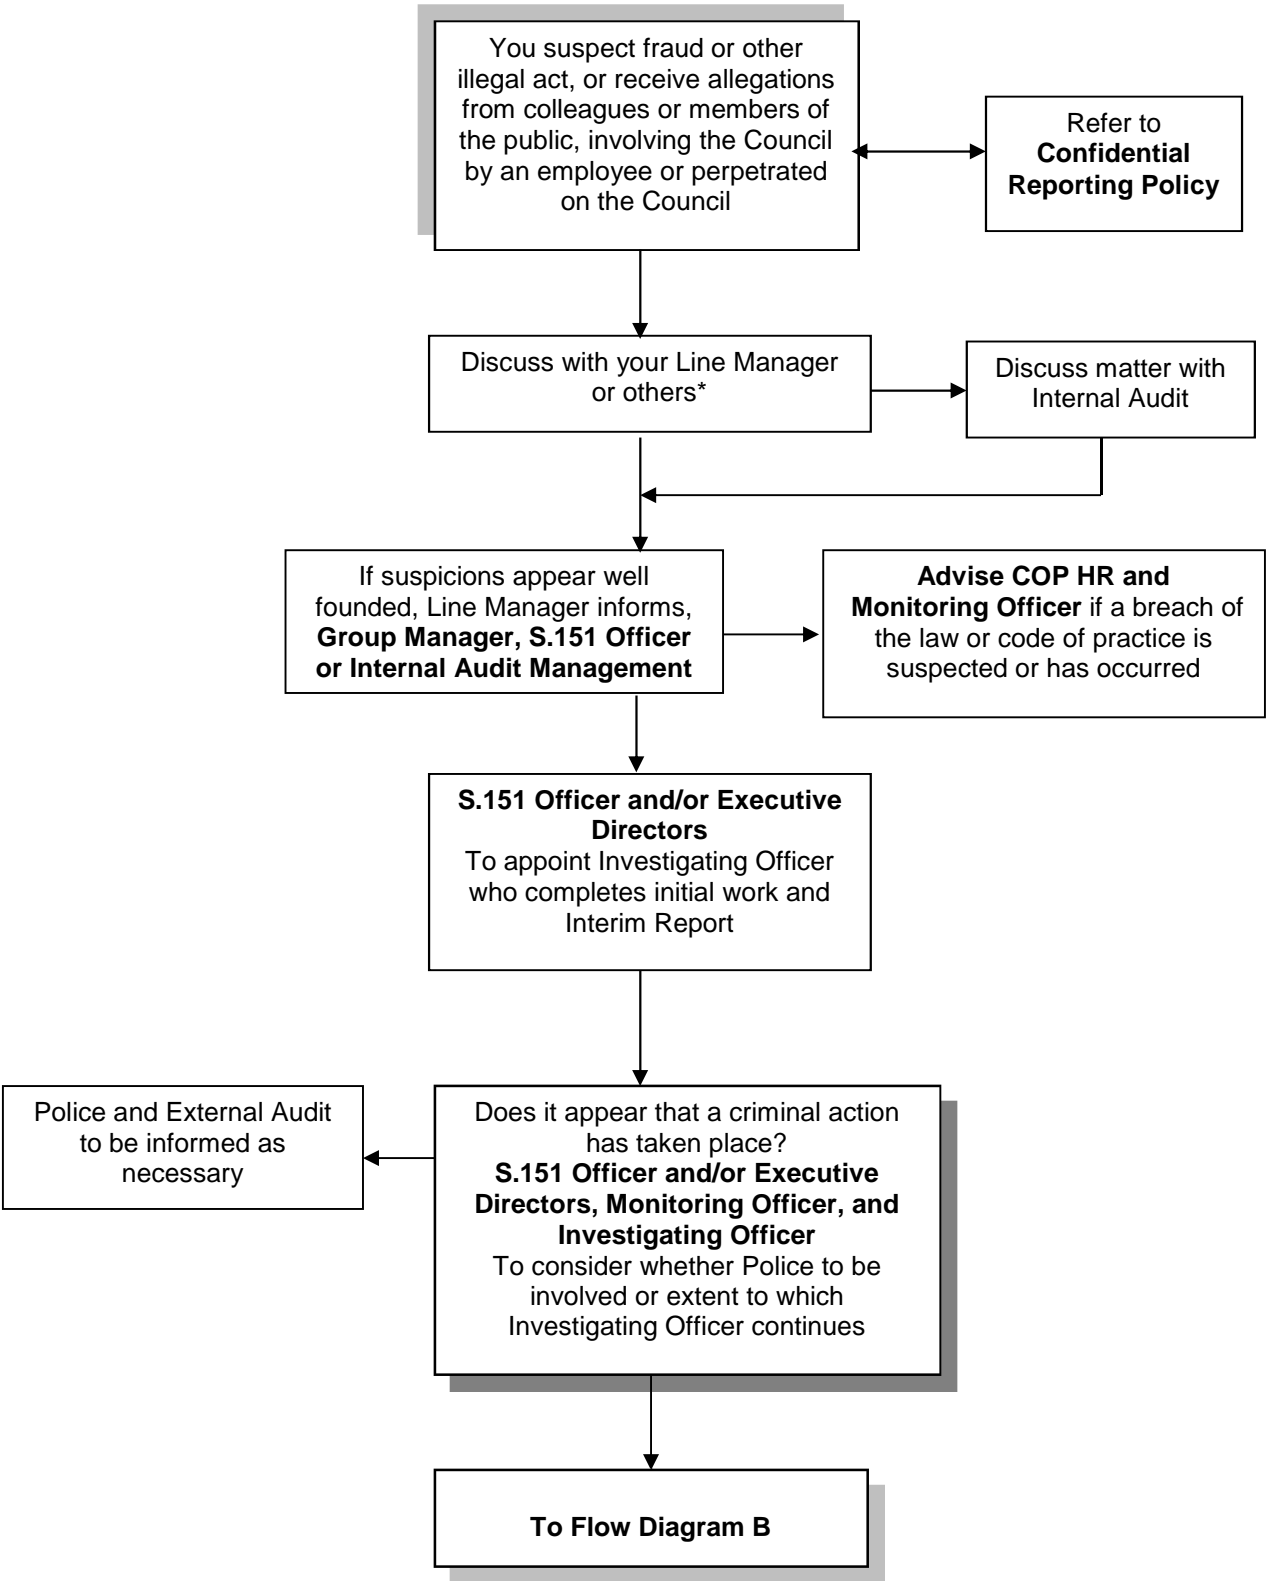 You suspect fraud or other
illegal act, or receive allegations
from colleagues or members of
the public, involving the Council
by an employee or perpetrated
on the Council
Refer to
Confidential
Reporting Policy
Discuss with your Line Manager
or others*
Discuss matter with
Internal Audit
If suspicions appear well
founded, Line Manager informs,
Group Manager, S.151 Officer
or Internal Audit Management
Advise COP HR and
Monitoring Officer if a breach of
the law or code of practice is
suspected or has occurred
S.151 Officer and/or Executive
Directors
To appoint Investigating Officer
who completes initial work and
Interim Report
Police and External Audit
to be informed as
necessary
Does it appear that a criminal action
has taken place?
S.151 Officer and/or Executive
Directors, Monitoring Officer, and
Investigating Officer
To consider whether Police to be
involved or extent to which
Investigating Officer continues
To Flow Diagram B